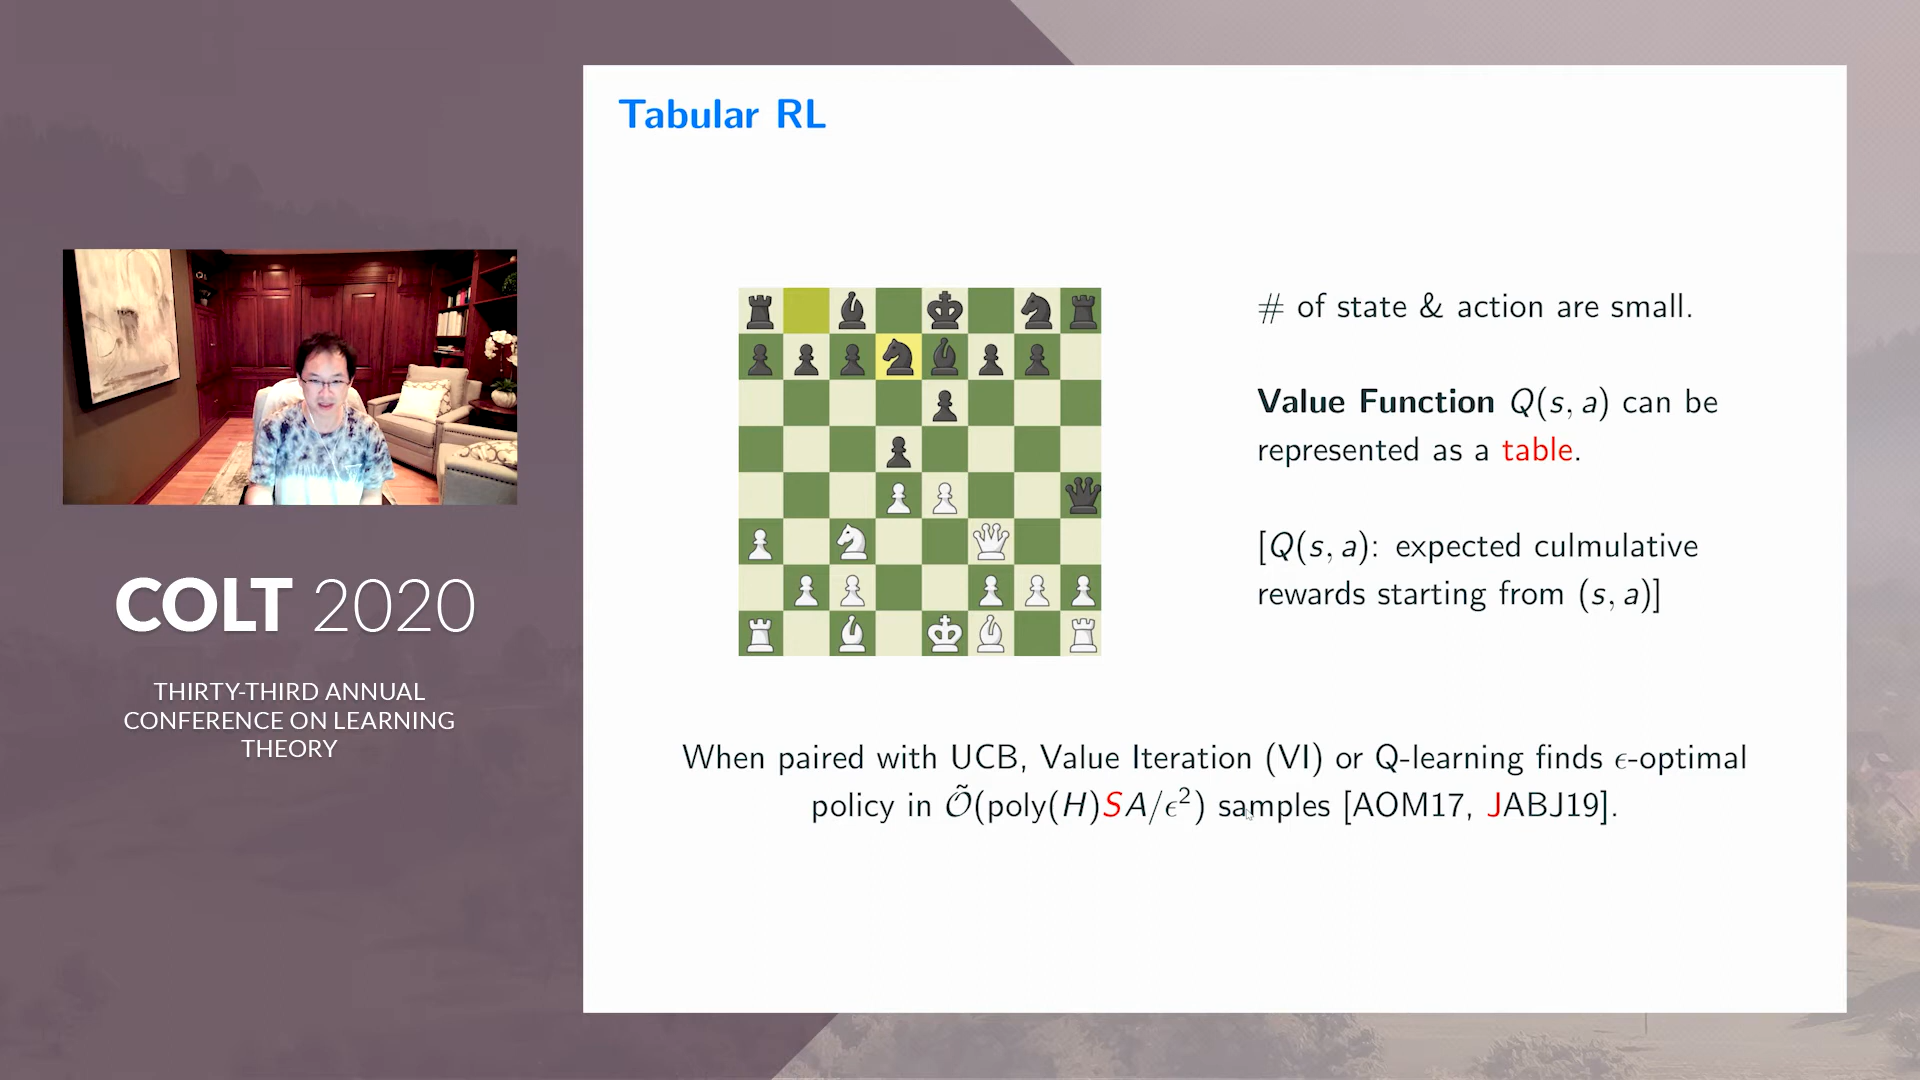 COLT 2020
THIRTY-THIRD ANNUAL
CONFERENCE ON LEARNING
THEORY
Tabular RL
# of state & action are small.
Value Function Q(s, a) can be
represented as a table.
[Q(s, a): expected culmulative
rewards starting from (s, a)]
When paired with UCB, Value Iteration (VI) or Q-learning finds ϵ-optimal
policy in Õ(poly(H)SA/ϵ²) samples [AOM17, JABJ19].